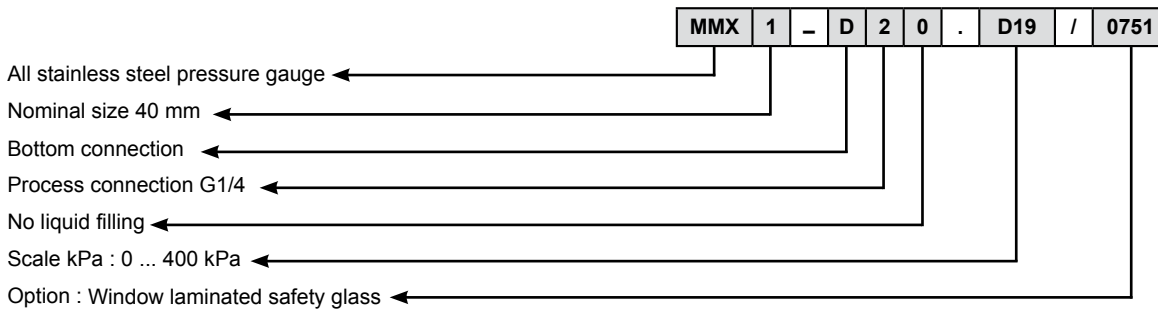 MMX 1 – D 2 0 . D19 / 0751
All stainless steel pressure gauge
Nominal size 40 mm
Bottom connection
Process connection G1/4
No liquid filling
Scale kPa : 0 ... 400 kPa
Option : Window laminated safety glass